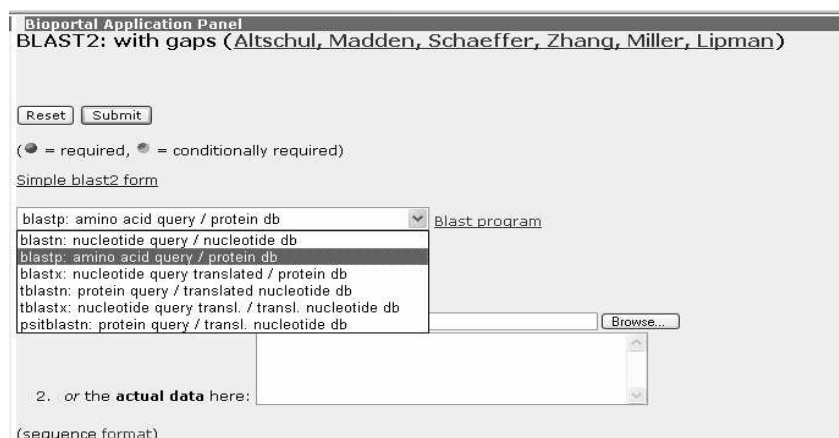 Bioportal Application Panel
BLAST2: with gaps (Altschul, Madden, Schaeffer, Zhang, Miller, Lipman)
Reset Submit
( = required, = conditionally required)
Simple blast2 form
blastp: amino acid query / protein db Blast program
blastn: nucleotide query / nucleotide db
blastp: amino acid query / protein db
blastx: nucleotide query translated / protein db
tblastn: protein query / translated nucleotide db
tblastx: nucleotide query transl. / transl. nucleotide db
psitblastn: protein query / transl. nucleotide db
Browse...
2. or the actual data here:
(sequence format)